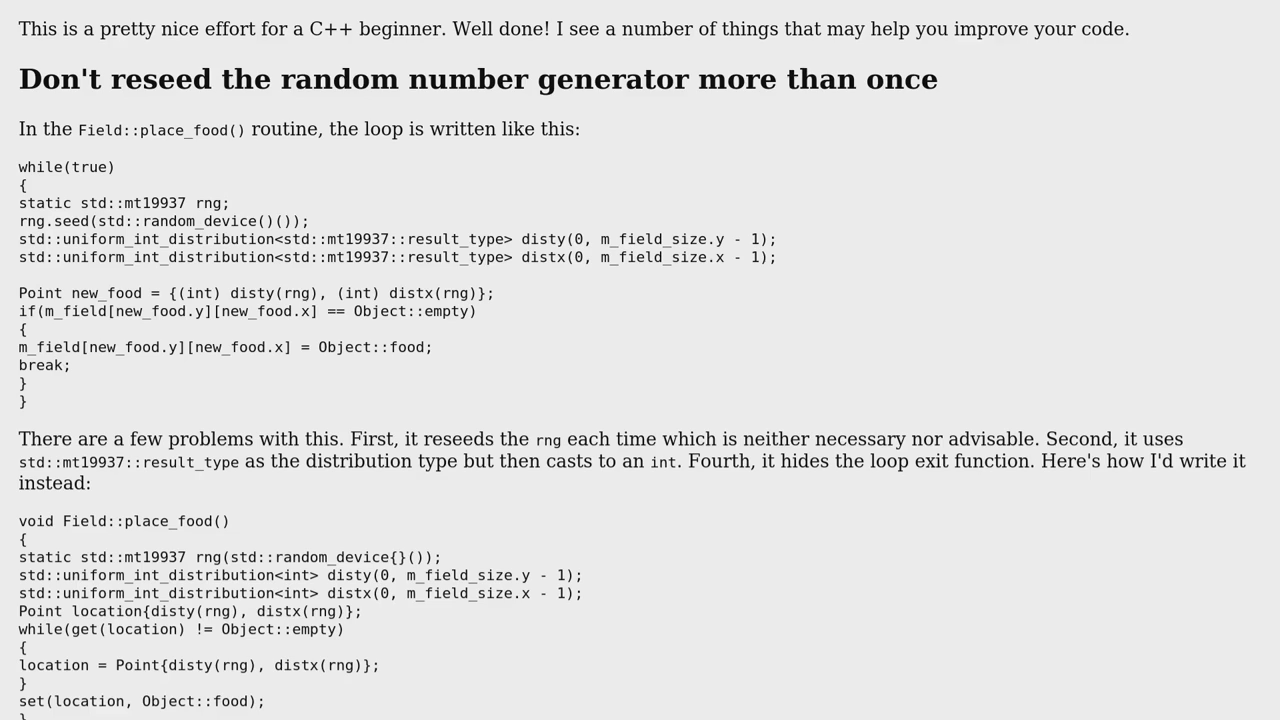 This is a pretty nice effort for a C++ beginner. Well done! I see a number of things that may help you improve your code.
Don't reseed the random number generator more than once
In the Field::place_food() routine, the loop is written like this:
while(true)
{
static std::mt19937 rng;
rng.seed(std::random_device()());
std::uniform_int_distribution<std::mt19937::result_type> disty(0, m_field_size.y - 1);
std::uniform_int_distribution<std::mt19937::result_type> distx(0, m_field_size.x - 1);
Point new_food = {(int) disty(rng), (int) distx(rng)};
if(m_field[new_food.y][new_food.x] == Object::empty)
{
m_field[new_food.y][new_food.x] = Object::food;
break;
}
}
There are a few problems with this. First, it reseeds the rng each time which is neither necessary nor advisable. Second, it uses
std::mt19937::result_type as the distribution type but then casts to an int. Fourth, it hides the loop exit function. Here's how I'd write it
instead:
void Field::place_food()
{
static std::mt19937 rng(std::random_device{}());
std::uniform_int_distribution<int> disty(0, m_field_size.y - 1);
std::uniform_int_distribution<int> distx(0, m_field_size.x - 1);
Point location{disty(rng), distx(rng)};
while(get(location) != Object::empty)
{
location = Point{disty(rng), distx(rng)};
}
set(location, Object::food);
}